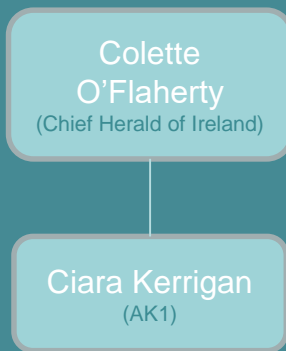 Colette
O’Flaherty
(Chief Herald of Ireland)
Ciara Kerrigan
(AK1)